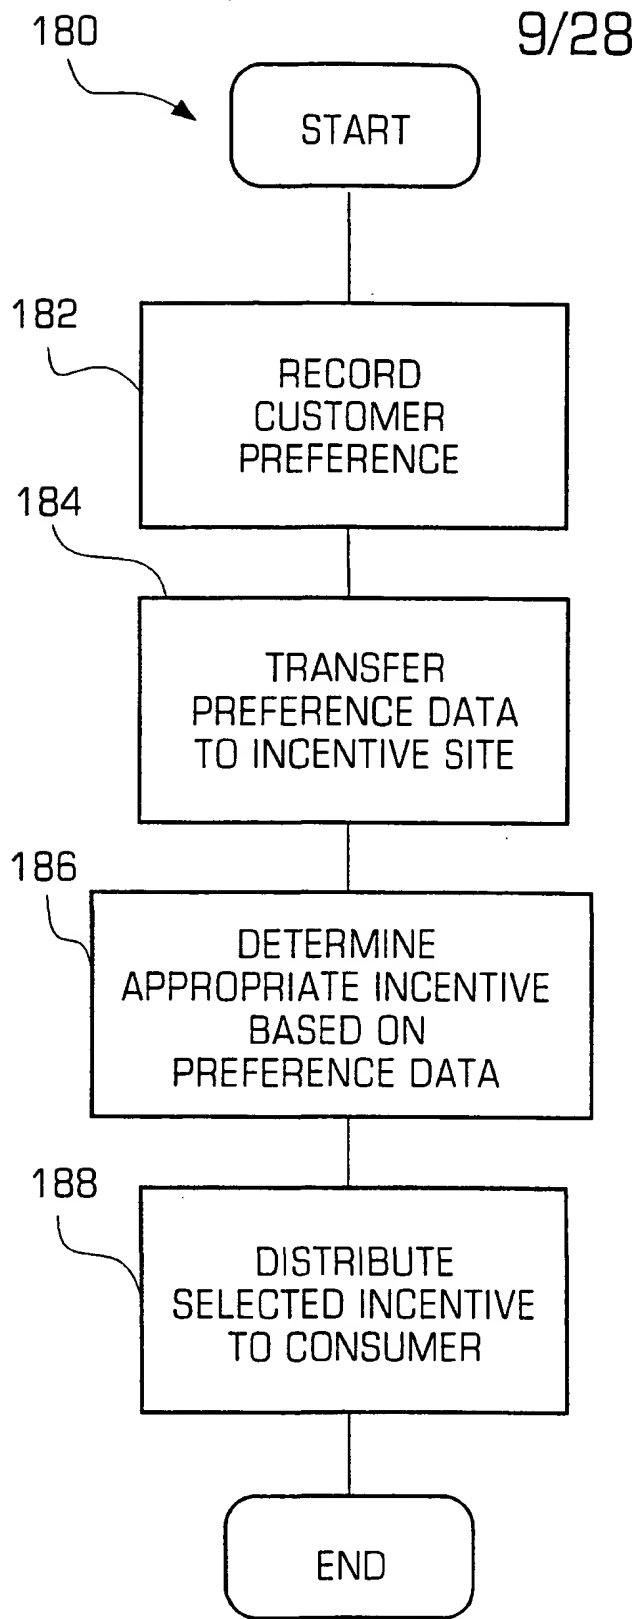 180
9/28
START
182
RECORD
CUSTOMER
PREFERENCE
184
TRANSFER
PREFERENCE DATA
TO INCENTIVE SITE
186
DETERMINE
APPROPRIATE INCENTIVE
BASED ON
PREFERENCE DATA
188
DISTRIBUTE
SELECTED INCENTIVE
TO CONSUMER
END